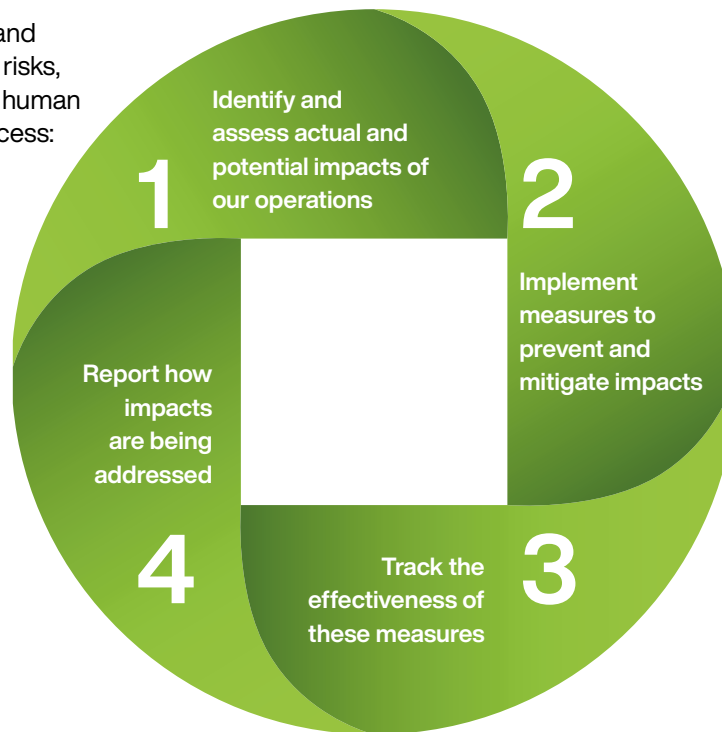 and
risks,
human
cess:
1
Identify and
assess actual and
potential impacts of
our operations
2
Implement
measures to
prevent and
mitigate impacts
3
Track the
effectiveness of
these measures
4
Report how
impacts
are being
addressed